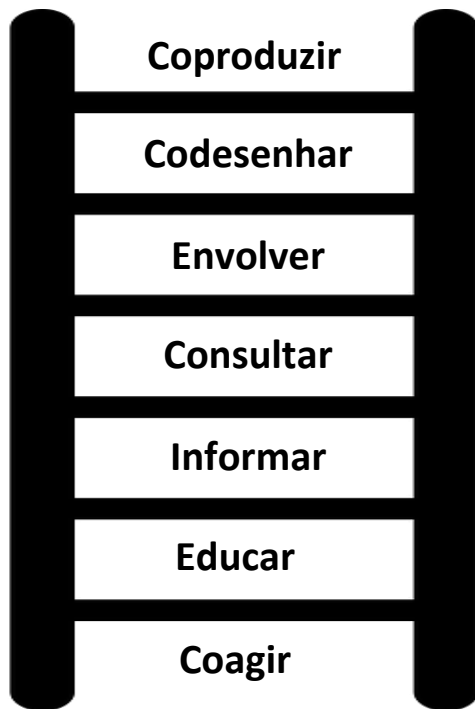 Coproduzir
Codesenhar
Envolver
Consultar
Informar
Educar
Coagir